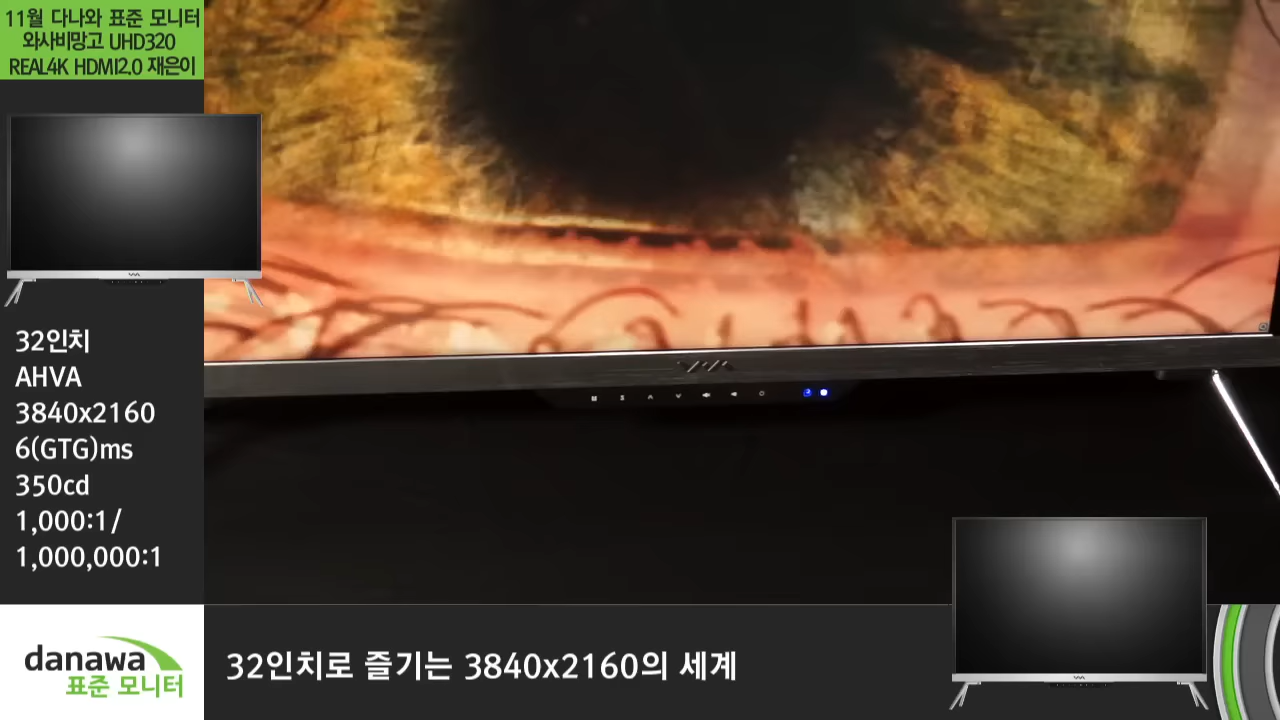 11월 다나와 표준 모니터
와사비망고 UHD320
REAL4K HDMI2.0 재은이
32인치
AHVA
3840x2160
6(GTG)ms
350cd
1,000:1/
1,000,000:1
danawa
표준 모니터
32인치로 즐기는 3840x2160의 세계